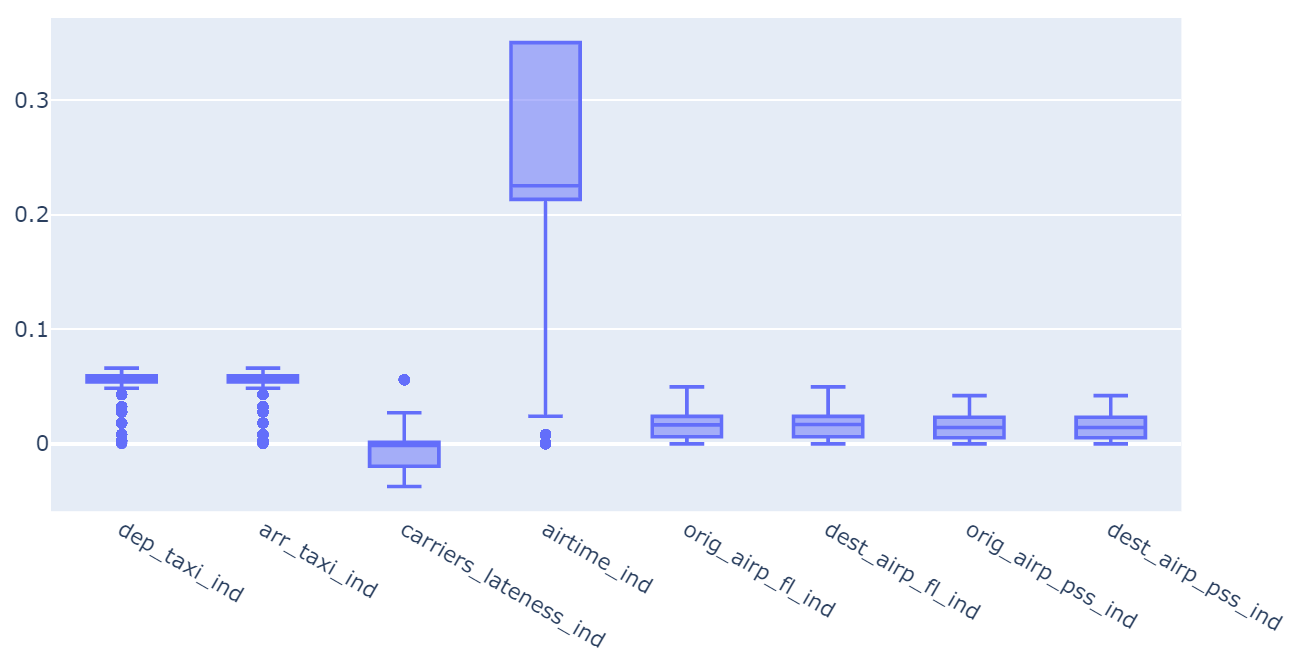 0.3
0.2
0.1
0
dep_taxi_ind
arr_taxi_ind
carriers_lateness_ind
airtime_ind
orig_airp_fl_ind
dest_airp_fl_ind
orig_airp_pss_ind
dest_airp_pss_ind